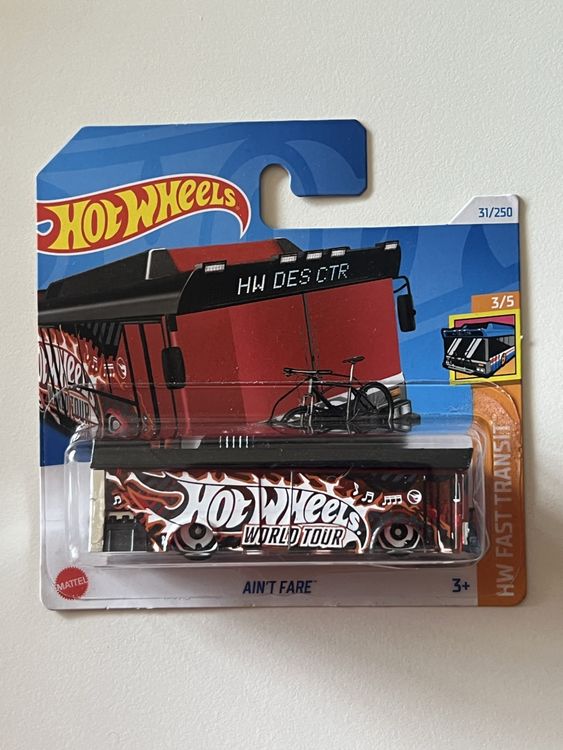 HOT WHEELS
31/250
HW DES CTR
3/5
HOT WHEELS
WORLD TOUR
HW FAST TRANSIT
MATTEL
AIN'T FARE™
3+